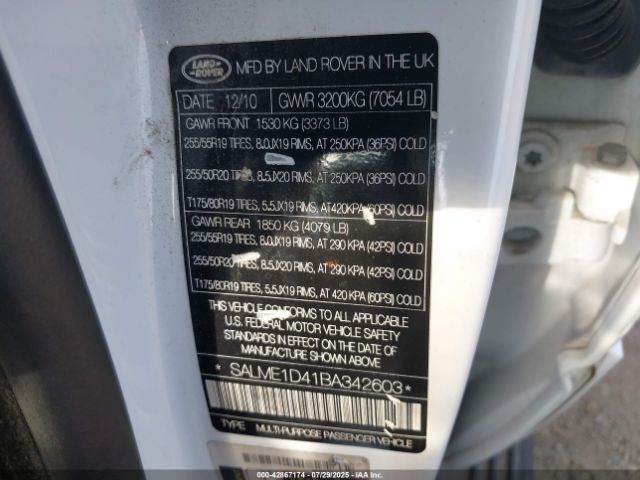 LAND ROVER MFD BY LAND ROVER IN THE UK
DATE 12/10 GVWR 3200KG (7054 LB)
GAWR FRONT 1530 KG (3373 LB)
255/55R19 TIRES, 8.0JX19 RIMS, AT 250KPA (36PSI) COLD
255/50R20 TIRES, 8.5JX20 RIMS, AT 250KPA (36PSI) COLD
T175/80R19 TIRES, 5.5JX19 RIMS, AT 420KPA (60PSI) COLD
GAWR REAR 1850 KG (4079 LB)
255/55R19 TIRES, 8.0JX19 RIMS, AT 290 KPA (42PSI) COLD
255/50R20 TIRES, 8.5JX20 RIMS, AT 290 KPA (42PSI) COLD
T175/80R19 TIRES, 5.5JX19 RIMS, AT 420 KPA (60PSI) COLD
THIS VEHICLE CONFORMS TO ALL APPLICABLE
U.S. FEDERAL MOTOR VEHICLE SAFETY
STANDARDS IN EFFECT ON THE DATE OF
MANUFACTURE SHOWN ABOVE
* SALME1D41BA342603 *
TYPE MULTI-PURPOSE PASSENGER VEHICLE
000-42867174 07/29/2025 IAAI.COM